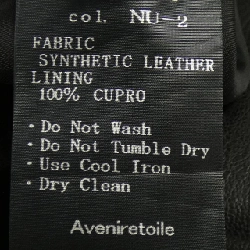 col. NU-2
FABRIC
SYNTHETIC LEATHER
LINING
100% CUPRO
・Do Not Wash
・Do Not Tumble Dry
・Use Cool Iron
・Dry Clean
Aveniretoile